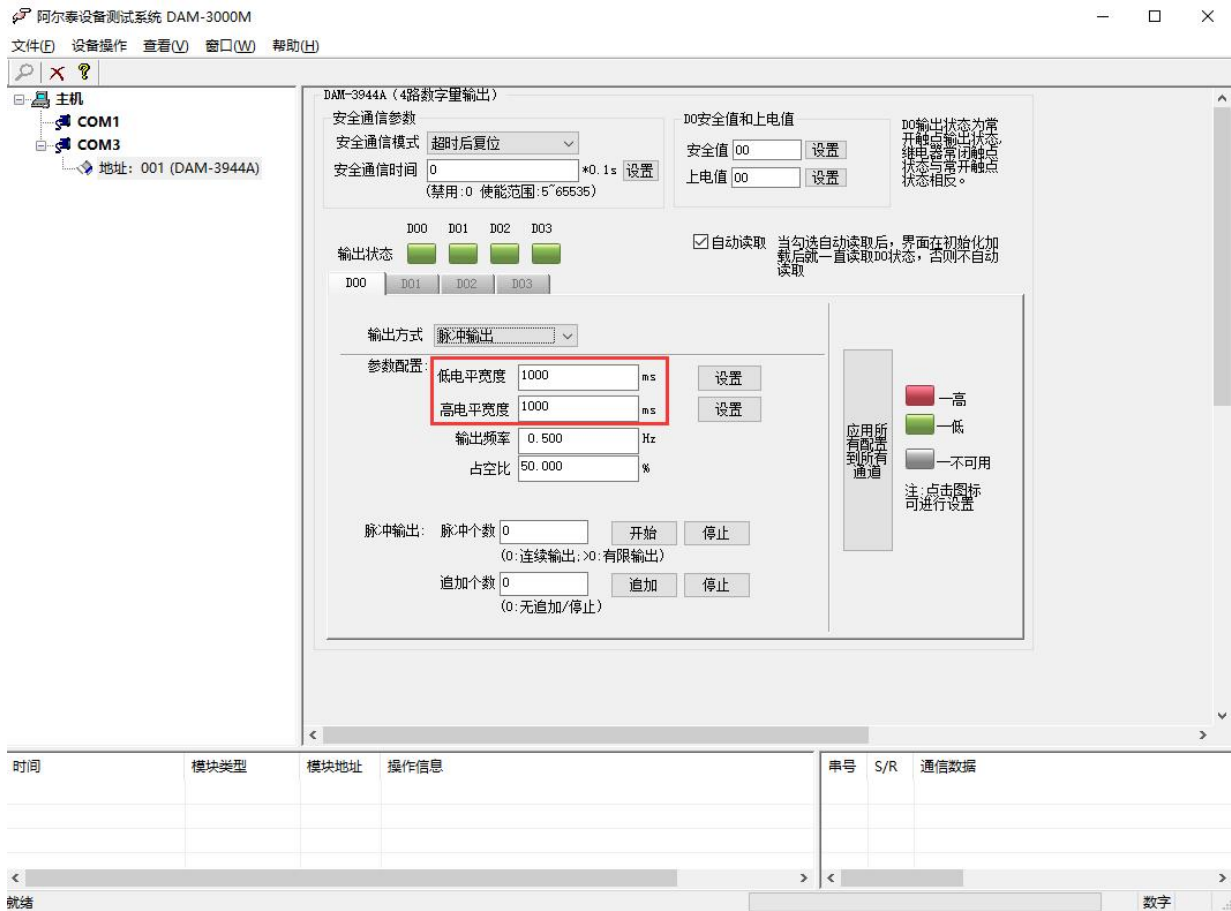 阿尔泰设备测试系统 DAM-3000M
文件(F) 设备操作 查看(V) 窗口(W) 帮助(H)
主机
COM1
COM3
地址: 001 (DAM-3944A)
DAM-3944A (4路数字量输出)
安全通信参数
安全通信模式 超时后复位
安全通信时间 0 *0.1s 设置
(禁用:0 使能范围:5~65535)
DO安全值和上电值
安全值 00 设置
上电值 00 设置
DO输出状态为常
开触点输出状态,
继电器常闭触点
状态与常开触点
状态相反。
DO0 DO1 DO2 DO3
输出状态
自动读取 当勾选自动读取后, 界面在初始化加
载后就一直读取DO状态, 否则不自动
读取
DO0 DO1 DO2 DO3
输出方式 脉冲输出
参数配置:
低电平宽度 1000 ms 设置
高电平宽度 1000 ms 设置
输出频率 0.500 Hz
占空比 50.000 %
脉冲输出: 脉冲个数 0 开始 停止
(0:连续输出;>0:有限输出)
追加个数 0 追加 停止
(0:无追加/停止)
应用所
有配置
到所有
通道
—高
—低
—不可用
注:点击图标
可进行设置
时间 模块类型 模块地址 操作信息
串号 S/R 通信数据
就绪
数字